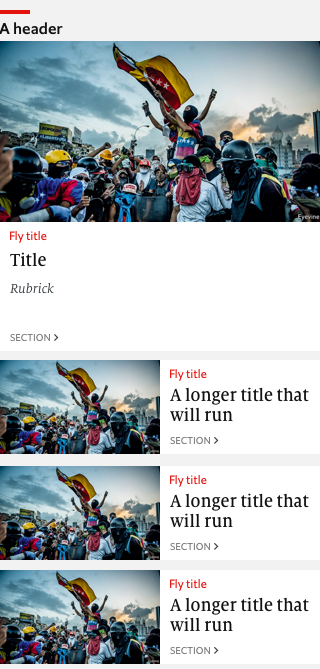 A header
Eyevine
Fly title
Title
Rubrick
SECTION
Fly title
A longer title that
will run
SECTION
Fly title
A longer title that
will run
SECTION
Fly title
A longer title that
will run
SECTION